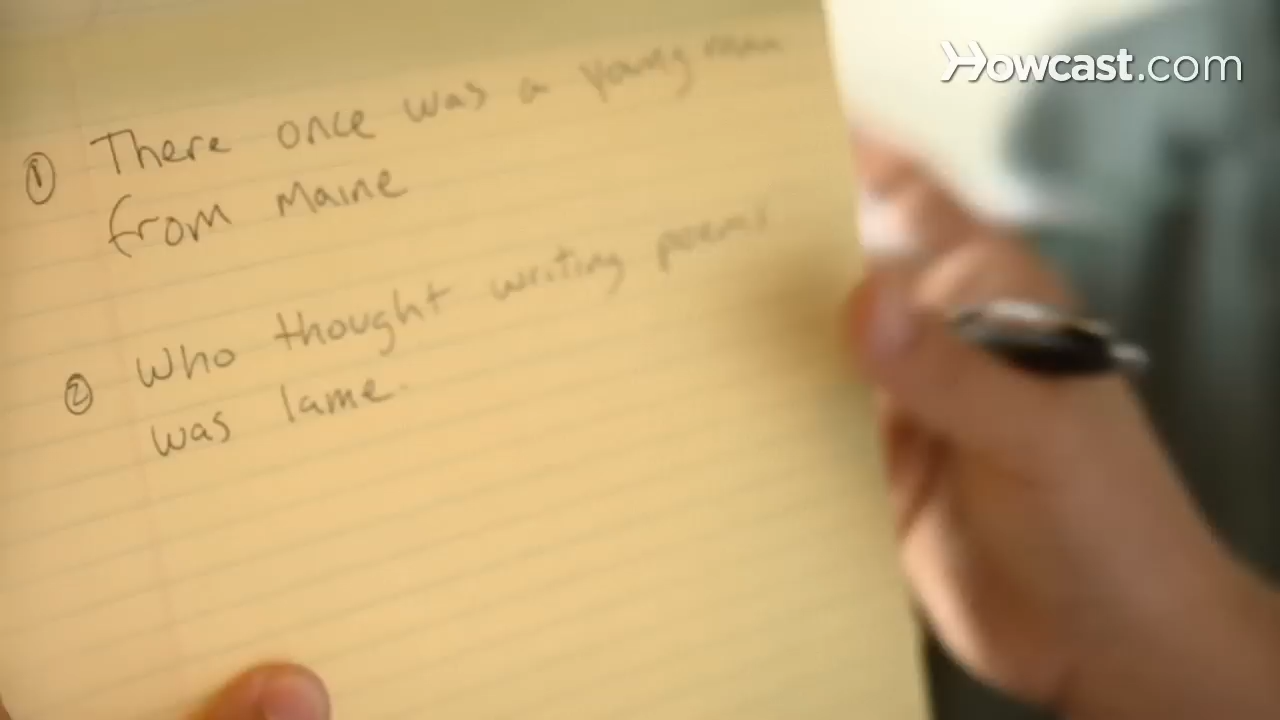 Howcast.com
① There once was a young man
from Maine
② Who thought writing poems
was lame.